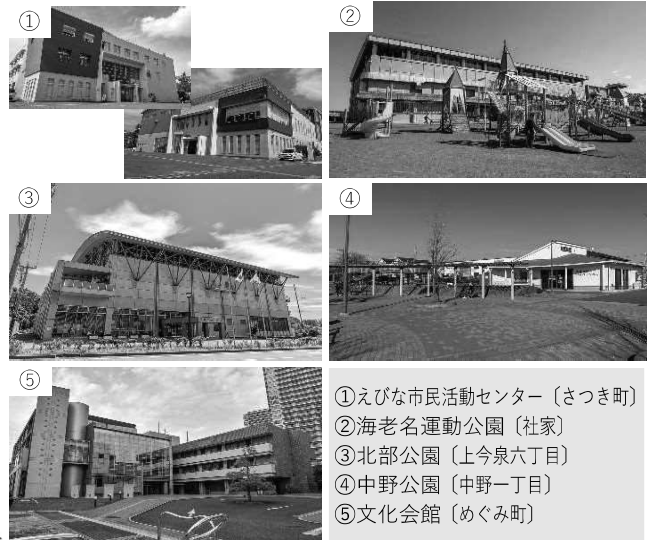 ①
②
③
④
⑤
①えびな市民活動センター〔さつき町〕
②海老名運動公園〔社家〕
③北部公園〔上今泉六丁目〕
④中野公園〔中野一丁目〕
⑤文化会館〔めぐみ町〕